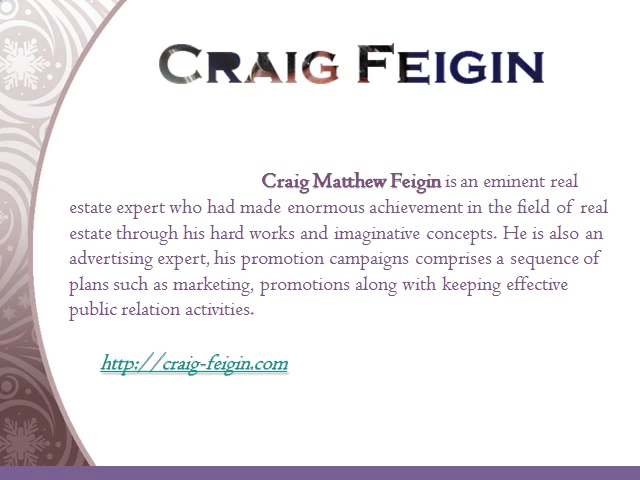 CRAIG FEIGIN
Craig Matthew Feigin is an eminent real
estate expert who had made enormous achievement in the field of real
estate through his hard works and imaginative concepts. He is also an
advertising expert, his promotion campaigns comprises a sequence of
plans such as marketing, promotions along with keeping effective
public relation activities.
http://craig-feigin.com